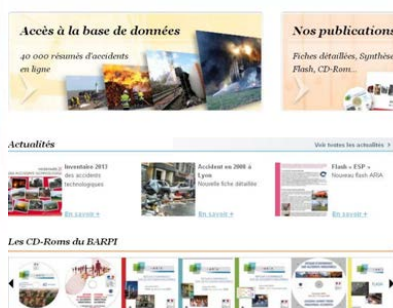 Accès à la base de données
40 000 résumés d'accidents
en ligne
Nos publications
Fiches détaillées, Synthèse
Flash, CD-Rom...
Actualités
Voir toutes les actualités >
Inventaire 2013
des accidents
technologiques
En savoir +
Accident en 2008 à
Lyon
Nouvelle fiche détaillée
En savoir +
Flash « ESP »
Nouveau flash ARIA
En savoir +
Les CD-Roms du BARPI